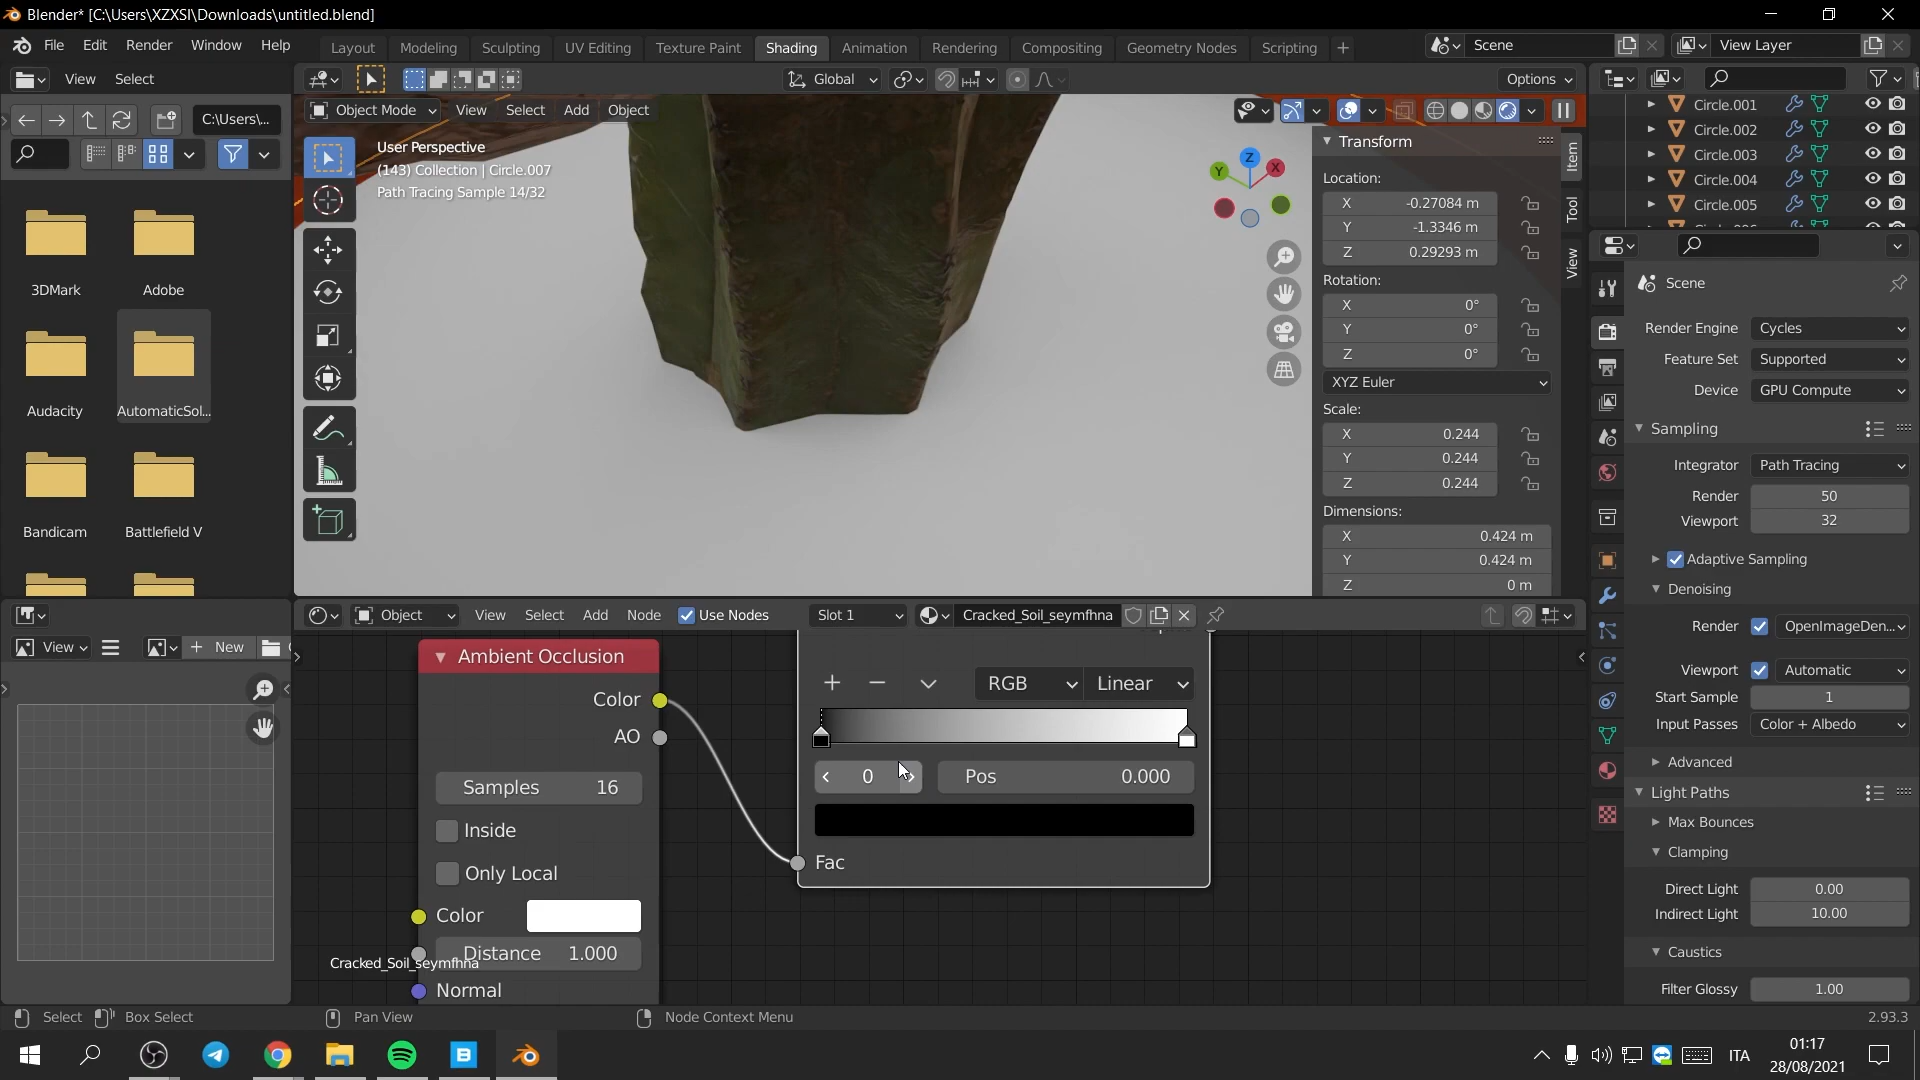 Blender* [C:\Users\XZXSI\Downloads\untitled.blend]
File Edit Render Window Help
Layout Modeling Sculpting UV Editing Texture Paint Shading Animation Rendering Compositing Geometry Nodes Scripting
Scene
View Layer
View Select
Global
Options
Object Mode View Select Add Object
C:\Users\...
User Perspective
(143) Collection | Circle.007
Path Tracing Sample 14/32
3DMark
Adobe
Audacity
AutomaticSol...
Bandicam
Battlefield V
Z
Y
X
Transform
Location:
X -0.27084 m
Y -1.3346 m
Z 0.29293 m
Rotation:
X 0°
Y 0°
Z 0°
XYZ Euler
Scale:
X 0.244
Y 0.244
Z 0.244
Dimensions:
X 0.424 m
Y 0.424 m
Z 0 m
Item
Tool
View
Circle.001
Circle.002
Circle.003
Circle.004
Circle.005
Scene
Render Engine Cycles
Feature Set Supported
Device GPU Compute
Sampling
Integrator Path Tracing
Render 50
Viewport 32
Adaptive Sampling
Denoising
Render OpenImageDen...
Viewport Automatic
Start Sample 1
Input Passes Color + Albedo
Advanced
Light Paths
Max Bounces
Clamping
Direct Light 0.00
Indirect Light 10.00
Caustics
Filter Glossy 1.00
View
New
Object View Select Add Node Use Nodes Slot 1 Cracked_Soil_seymfhna
Ambient Occlusion
Color
AO
Samples 16
Inside
Only Local
Color
Distance 1.000
Normal
Cracked_Soil_seymfhna
RGB Linear
0 Pos 0.000
Fac
Select Box Select Pan View Node Context Menu 2.93.3
ITA
01:17
28/08/2021